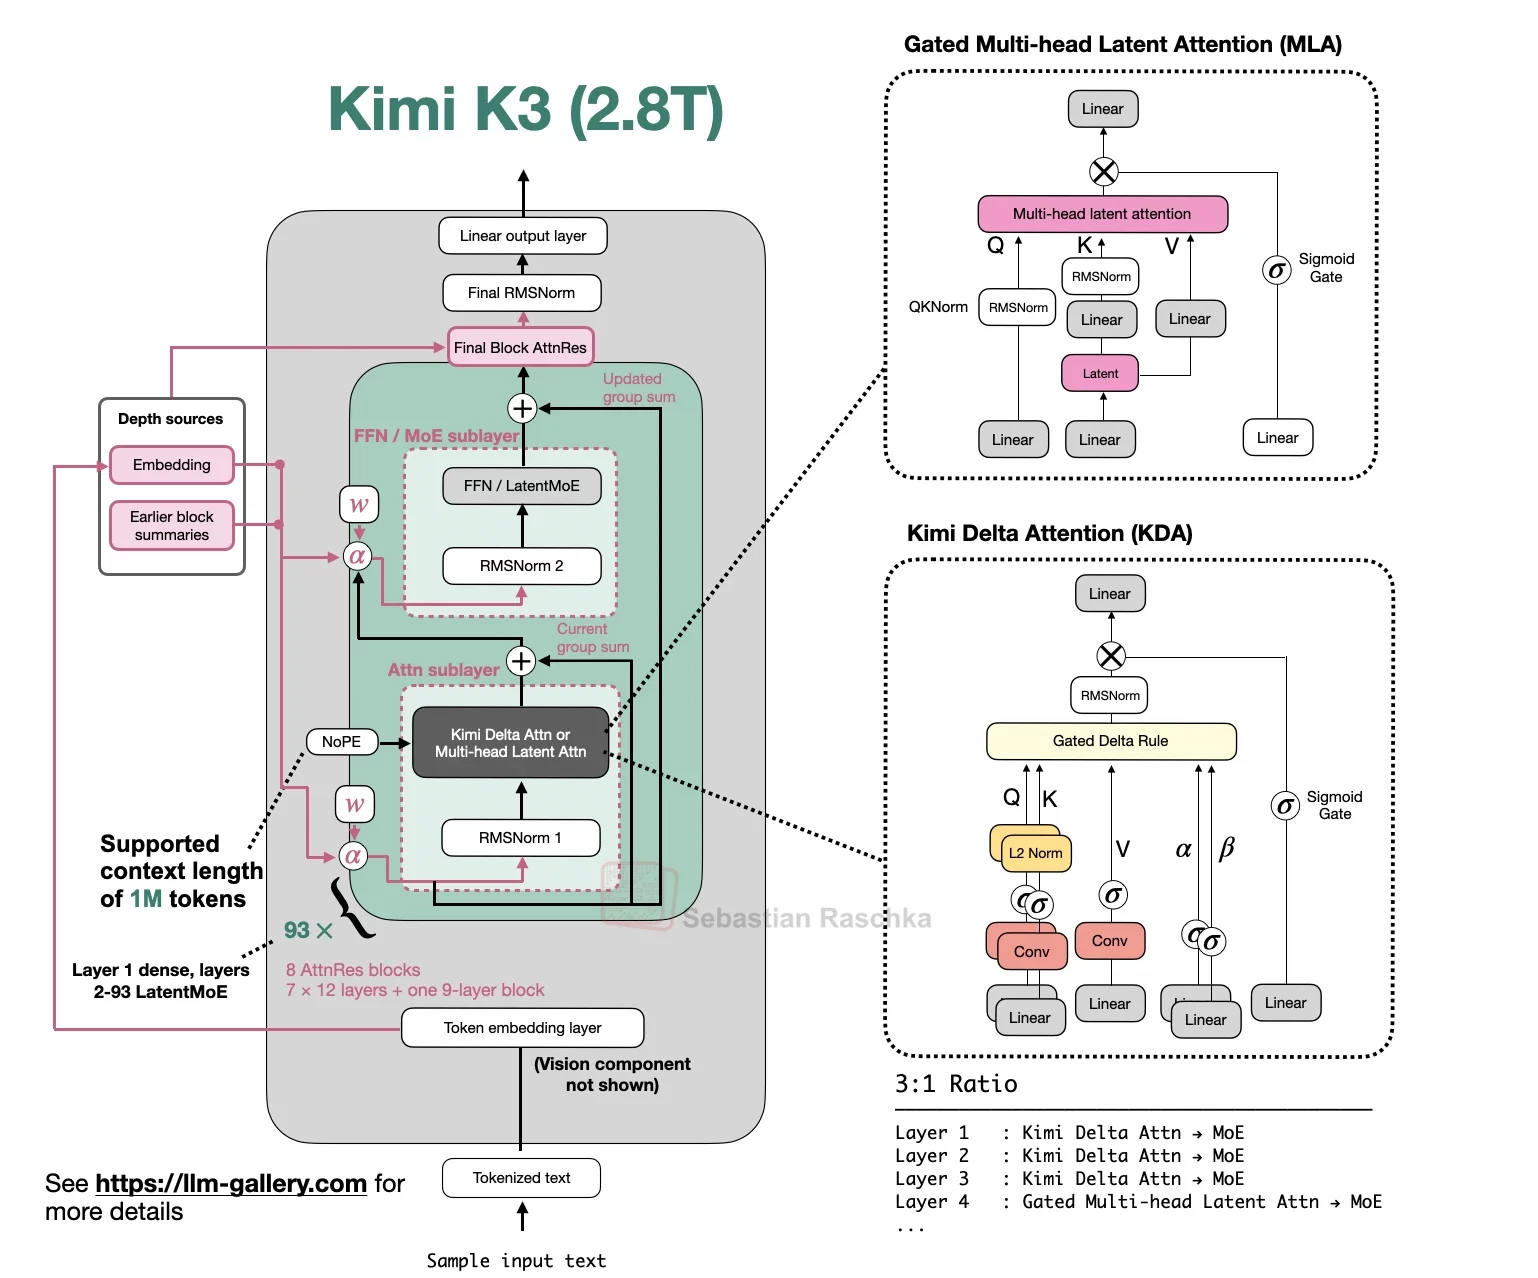 Kimi K3 (2.8T)
Linear output layer
Final RMSNorm
Final Block AttnRes
Updated
group sum
Depth sources
Embedding
Earlier block
summaries
FFN / MoE sublayer
FFN / LatentMoE
w
α
RMSNorm 2
Current
group sum
Attn sublayer
NoPE
Kimi Delta Attn or
Multi-head Latent Attn
w
α
RMSNorm 1
Supported
context length
of 1M tokens
93 ×
{
Layer 1 dense, layers
2-93 LatentMoE
8 AttnRes blocks
7 × 12 layers + one 9-layer block
Sebastian Raschka
Token embedding layer
(Vision component
not shown)
Tokenized text
Sample input text
See https://llm-gallery.com for
more details
Gated Multi-head Latent Attention (MLA)
Linear
Multi-head latent attention
Q
K
V
σ
Sigmoid
Gate
QKNorm
RMSNorm
RMSNorm
Linear
Linear
Latent
Linear
Linear
Linear
Kimi Delta Attention (KDA)
Linear
RMSNorm
Gated Delta Rule
Q
K
V
α
β
σ
Sigmoid
Gate
L2 Norm
σ
σ
σ
σ
σ
Conv
Conv
Linear
Linear
Linear
Linear
3:1 Ratio
Layer 1 : Kimi Delta Attn → MoE
Layer 2 : Kimi Delta Attn → MoE
Layer 3 : Kimi Delta Attn → MoE
Layer 4 : Gated Multi-head Latent Attn → MoE
...